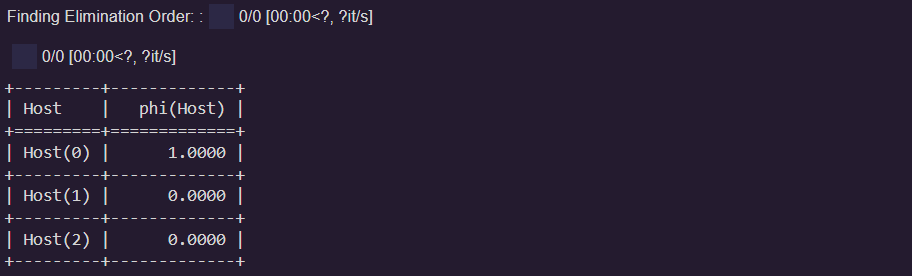 Finding Elimination Order: : 0/0 [00:00<?, ?it/s]
0/0 [00:00<?, ?it/s]
+---------+-------------+
| Host    |   phi(Host) |
+=========+=============+
| Host(0) |      1.0000 |
+---------+-------------+
| Host(1) |      0.0000 |
+---------+-------------+
| Host(2) |      0.0000 |
+---------+-------------+